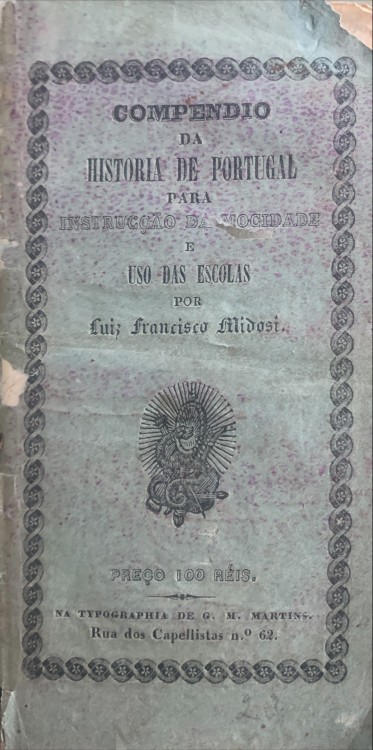 COMPENDIO
DA
HISTORIA DE PORTUGAL
PARA
INSTRUCÇÃO DA MOCIDADE
E
USO DAS ESCOLAS
POR
Luiz Francisco Midosi.
PREÇO 100 RÉIS.
NA TYPOGRAPHIA DE G. M. MARTINS.
Rua dos Capellistas n.º 62.